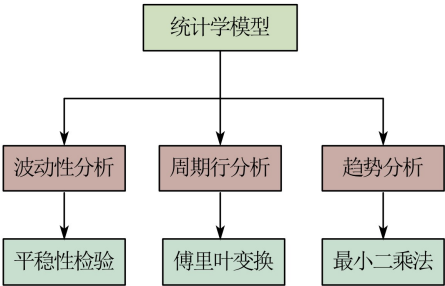 统计学模型
波动性分析
周期行分析
趋势分析
平稳性检验
傅里叶变换
最小二乘法